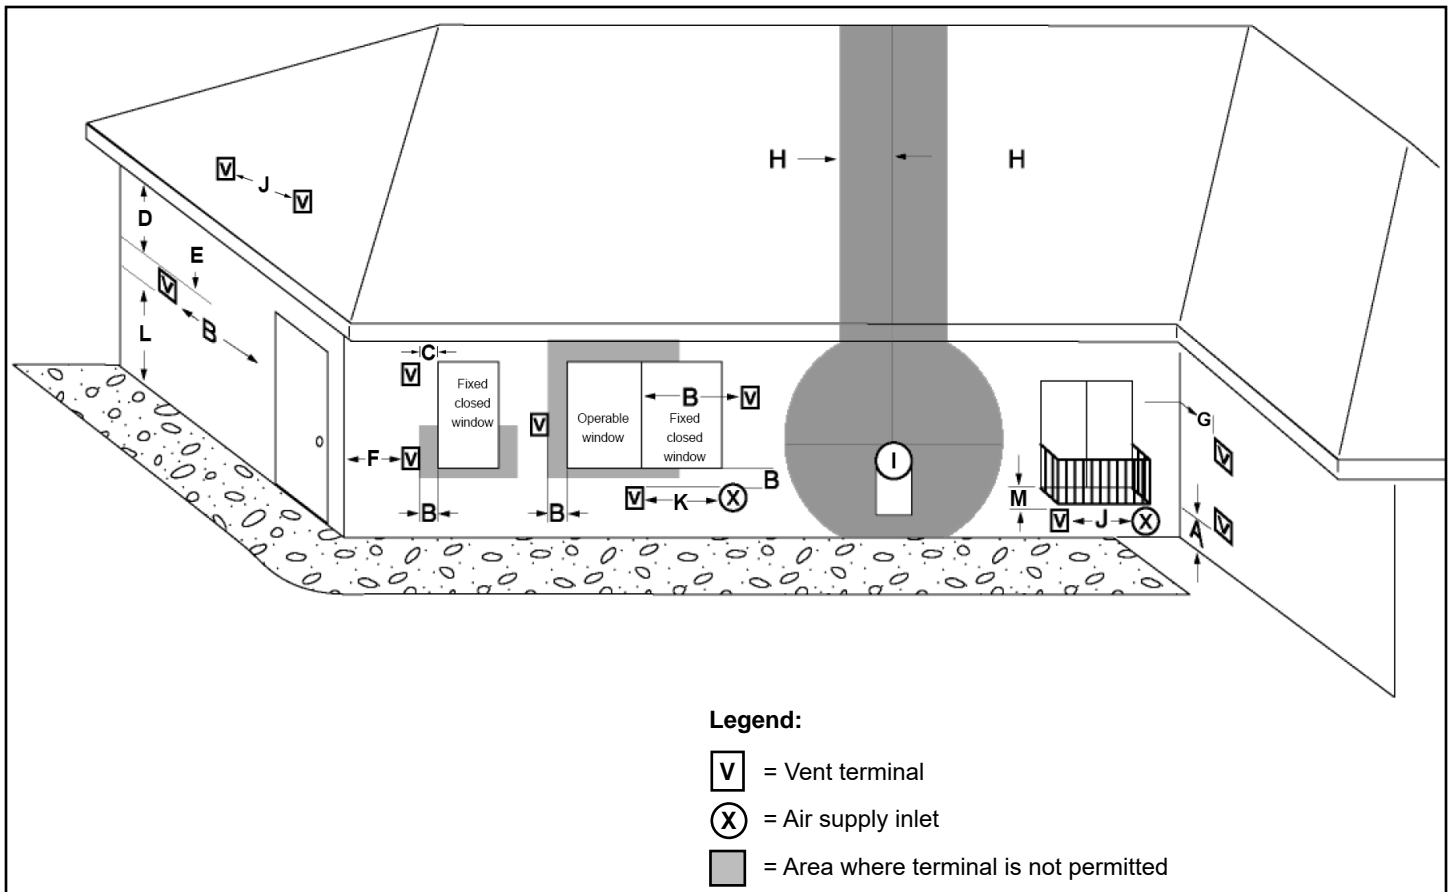 H H
V
J
V
D
E
V
B
L
C
V
Fixed
closed
window
F
V
B
V
B
Operable
window
B
Fixed
closed
window
V
B
V
K
X
I
G
V
M
V
J
X
A
V
Legend:
V = Vent terminal
X = Air supply inlet
= Area where terminal is not permitted